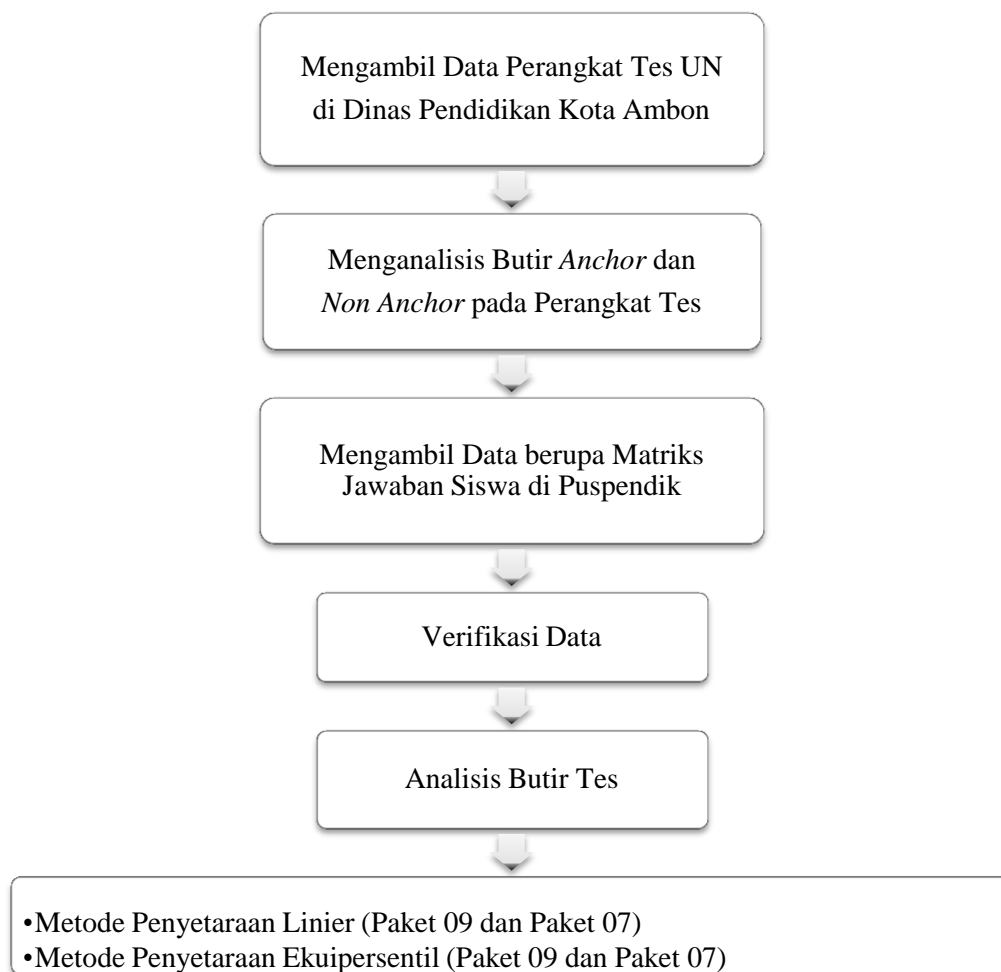 Mengambil Data Perangkat Tes UN
di Dinas Pendidikan Kota Ambon
Menganalisis Butir Anchor dan
Non Anchor pada Perangkat Tes
Mengambil Data berupa Matriks
Jawaban Siswa di Puspendik
Verifikasi Data
Analisis Butir Tes
•Metode Penyetaraan Linier (Paket 09 dan Paket 07)
•Metode Penyetaraan Ekuipersentil (Paket 09 dan Paket 07)